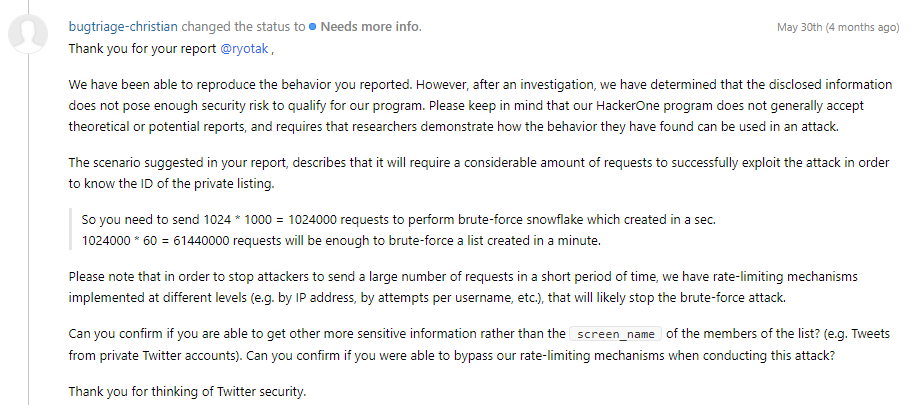 bugtriage-christian changed the status to Needs more info. May 30th (4 months ago)
Thank you for your report @ryotak ,
We have been able to reproduce the behavior you reported. However, after an investigation, we have determined that the disclosed information
does not pose enough security risk to qualify for our program. Please keep in mind that our HackerOne program does not generally accept
theoretical or potential reports, and requires that researchers demonstrate how the behavior they have found can be used in an attack.
The scenario suggested in your report, describes that it will require a considerable amount of requests to successfully exploit the attack in order
to know the ID of the private listing.
So you need to send 1024 * 1000 = 1024000 requests to perform brute-force snowflake which created in a sec.
1024000 * 60 = 61440000 requests will be enough to brute-force a list created in a minute.
Please note that in order to stop attackers to send a large number of requests in a short period of time, we have rate-limiting mechanisms
implemented at different levels (e.g. by IP address, by attempts per username, etc.), that will likely stop the brute-force attack.
Can you confirm if you are able to get other more sensitive information rather than the screen_name of the members of the list? (e.g. Tweets
from private Twitter accounts). Can you confirm if you were able to bypass our rate-limiting mechanisms when conducting this attack?
Thank you for thinking of Twitter security.